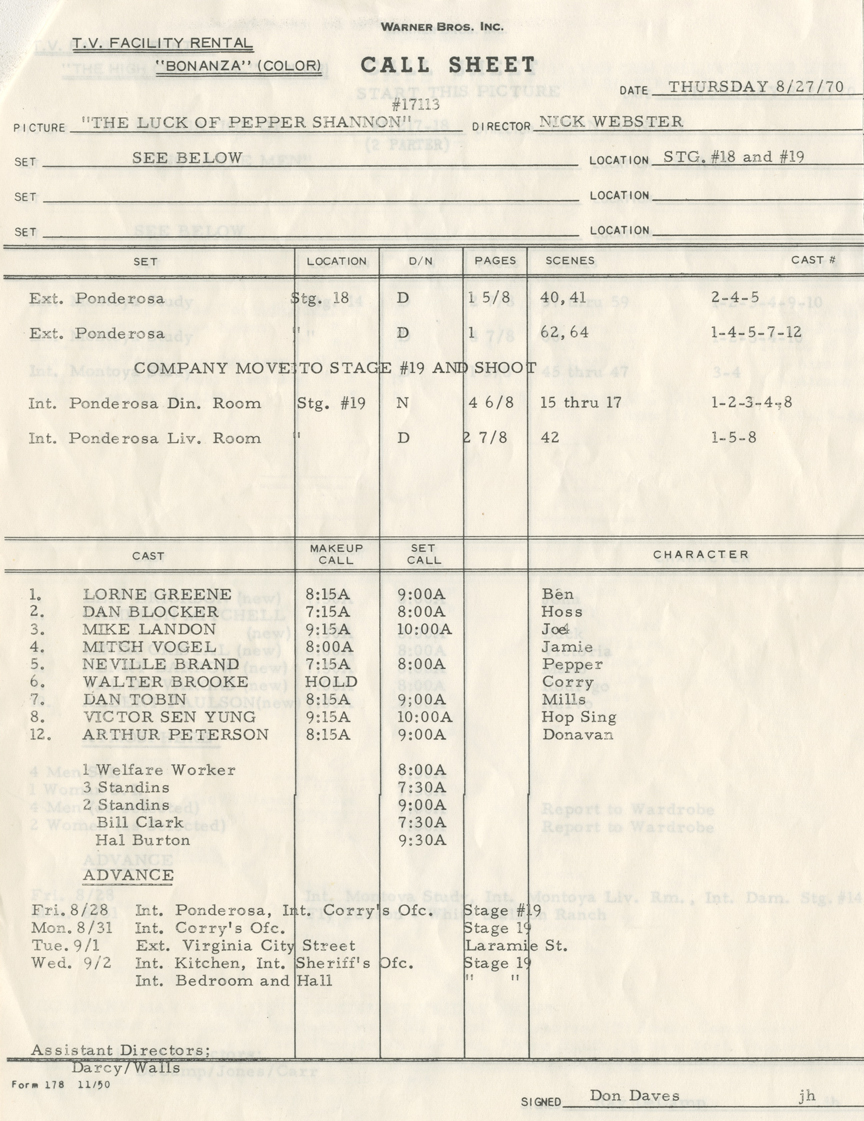 WARNER BROS. INC.
T.V. FACILITY RENTAL
"BONANZA" (COLOR) CALL SHEET
DATE THURSDAY 8/27/70
#17113
PICTURE "THE LUCK OF PEPPER SHANNON" DIRECTOR NICK WEBSTER
SET SEE BELOW LOCATION STG. #18 and #19
SET LOCATION
SET LOCATION
SET LOCATION D/N PAGES SCENES CAST #
Ext. Ponderosa Stg. 18 D 1 5/8 40,41 2-4-5
Ext. Ponderosa " D 1 62,64 1-4-5-7-12
COMPANY MOVE TO STAGE #19 AND SHOOT
Int. Ponderosa Din. Room Stg. #19 N 4 6/8 15 thru 17 1-2-3-4-8
Int. Ponderosa Liv. Room " D 2 7/8 42 1-5-8
CAST MAKEUP CALL SET CALL CHARACTER
1. LORNE GREENE 8:15A 9:00A Ben
2. DAN BLOCKER 7:15A 8:00A Hoss
3. MIKE LANDON 9:15A 10:00A Joe
4. MITCH VOGEL 8:00A Jamie
5. NEVILLE BRAND 7:15A 8:00A Pepper
6. WALTER BROOKE HOLD Corry
7. DAN TOBIN 8:15A 9;00A Mills
8. VICTOR SEN YUNG 9:15A 10:00A Hop Sing
12. ARTHUR PETERSON 8:15A 9:00A Donavan
1 Welfare Worker 8:00A
3 Standins 7:30A
2 Standins 9:00A
Bill Clark 7:30A
Hal Burton 9:30A
ADVANCE
Fri. 8/28 Int. Ponderosa, Int. Corry's Ofc. Stage #19
Mon. 8/31 Int. Corry's Ofc. Stage 19
Tue. 9/1 Ext. Virginia City Street Laramie St.
Wed. 9/2 Int. Kitchen, Int. Sheriff's Ofc. Stage 19
Int. Bedroom and Hall " "
Assistant Directors;
Darcy/Walls
Form 178 11/50
SIGNED Don Daves jh